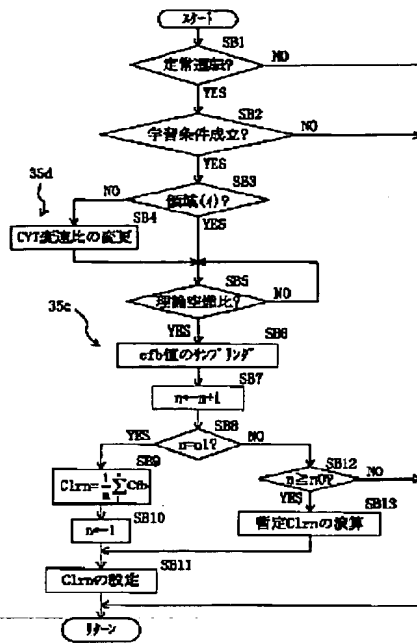 スタート
SB1
定常運転?
NO
YES
SB2
学習条件成立?
NO
YES
35d
SB3
NO
領域(イ)?
SB4
YES
CVT変速比の変更
SB5
理論空燃比?
NO
35c
YES
SB6
cfb値のサンプリング
SB7
n←n+1
SB8
YES
n=n1?
NO
SB9
SB12
Clrn=1/n ΣCfb
n≧n0?
NO
YES
SB10
SB13
n←1
暫定Clrnの演算
SB11
Clrnの設定
リターン